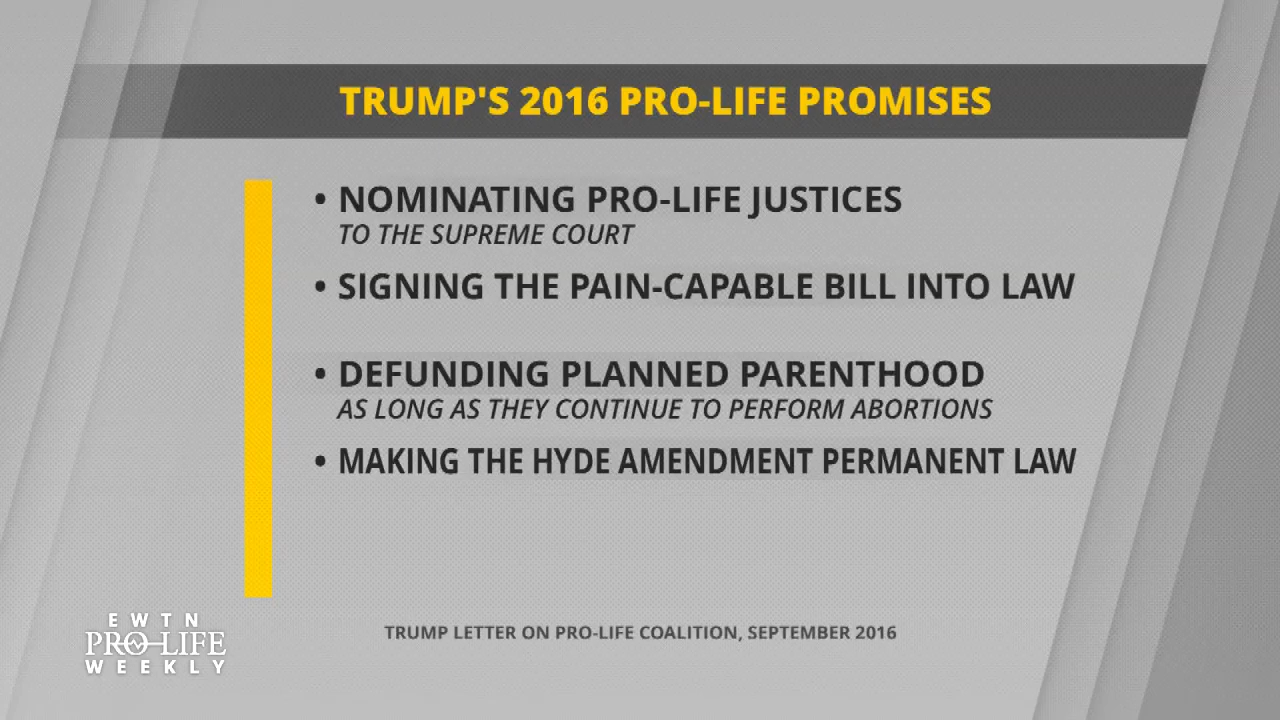 TRUMP'S 2016 PRO-LIFE PROMISES
• NOMINATING PRO-LIFE JUSTICES
TO THE SUPREME COURT
• SIGNING THE PAIN-CAPABLE BILL INTO LAW
• DEFUNDING PLANNED PARENTHOOD
AS LONG AS THEY CONTINUE TO PERFORM ABORTIONS
• MAKING THE HYDE AMENDMENT PERMANENT LAW
TRUMP LETTER ON PRO-LIFE COALITION, SEPTEMBER 2016
EWTN
PRO-LIFE
WEEKLY